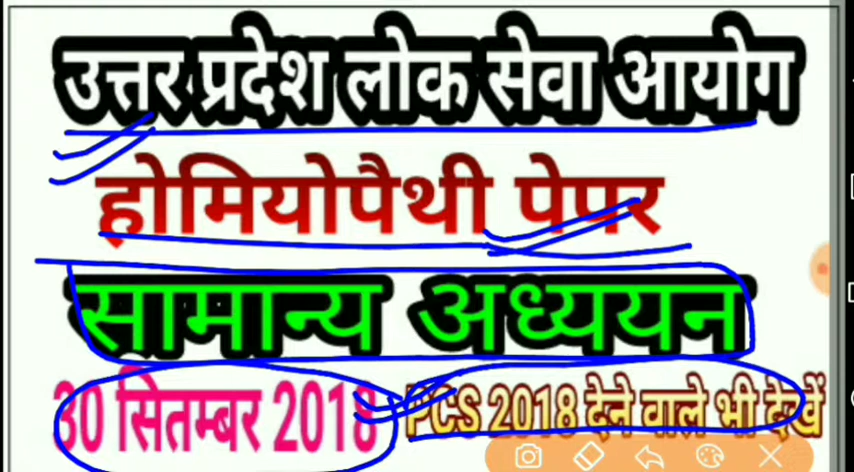 उत्तर प्रदेश लोक सेवा आयोग
होमियोपैथी पेपर
सामान्य अध्ययन
30 सितम्बर 2018 PCS 2018 देने वाले भी देखें